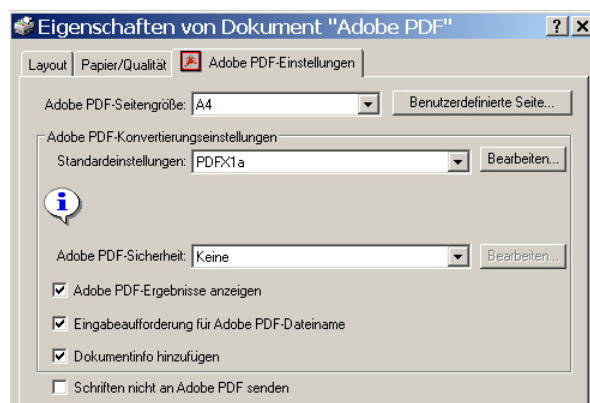 Eigenschaften von Dokument "Adobe PDF"
Layout Papier/Qualität Adobe PDF-Einstellungen
Adobe PDF-Seitengröße: A4 Benutzerdefinierte Seite...
Adobe PDF-Konvertierungseinstellungen
Standardeinstellungen: PDFX1a Bearbeiten...
Adobe PDF-Sicherheit: Keine Bearbeiten...
Adobe PDF-Ergebnisse anzeigen
Eingabeaufforderung für Adobe PDF-Dateiname
Dokumentinfo hinzufügen
Schriften nicht an Adobe PDF senden